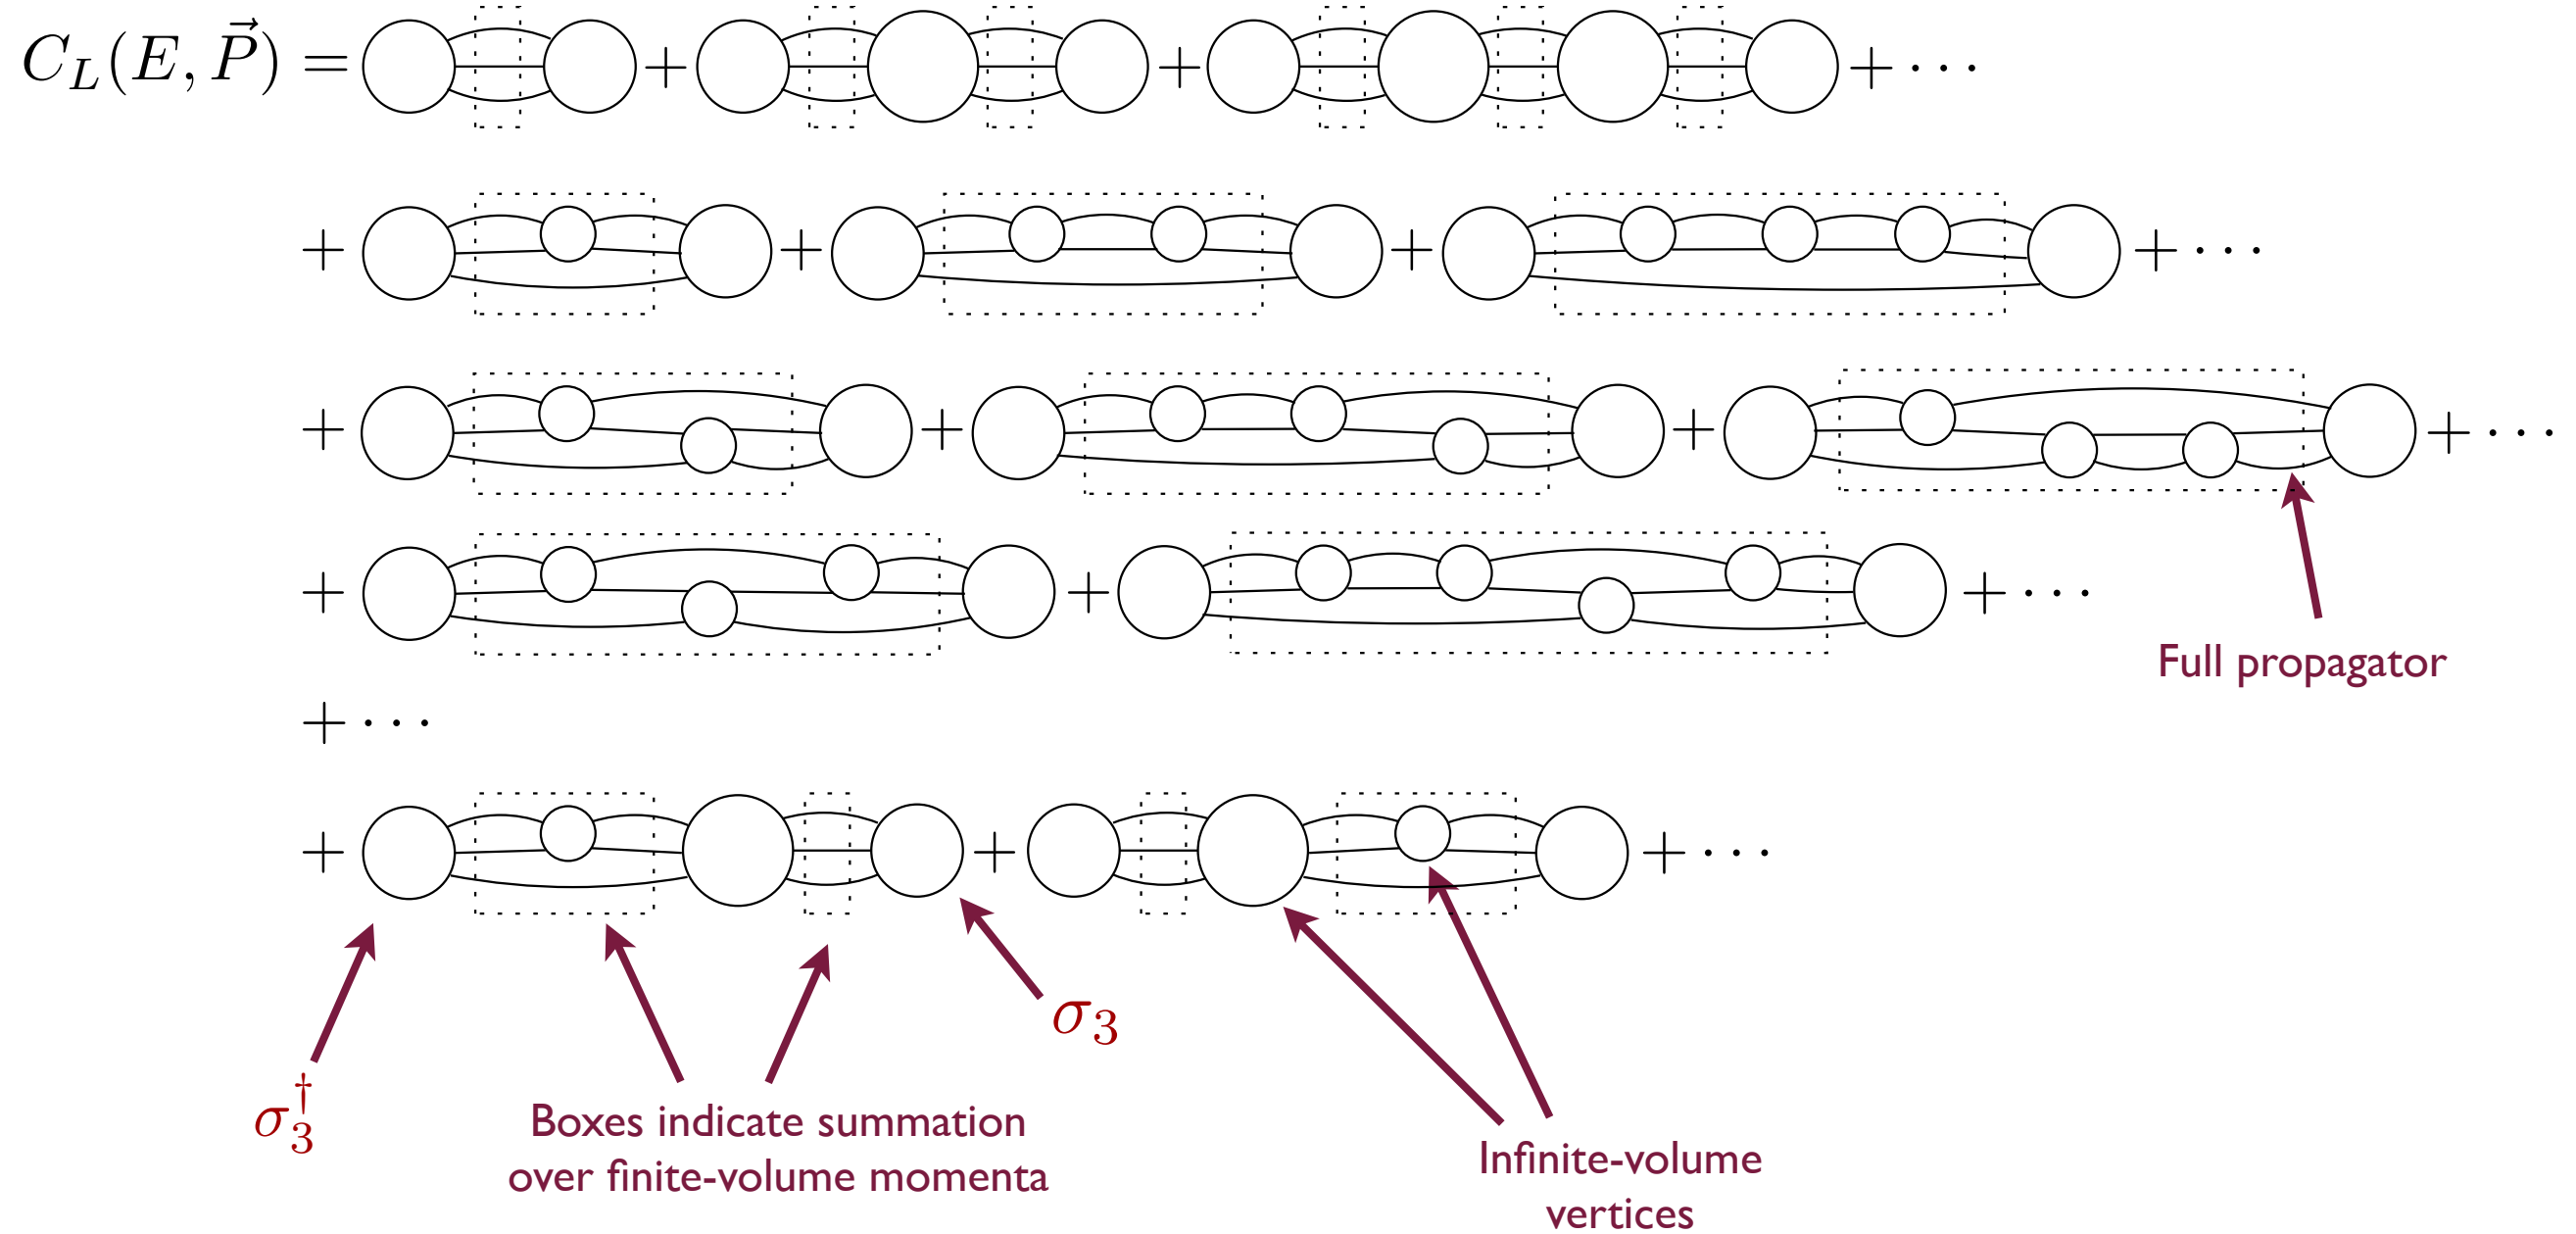 C_L(E, \vec{P}) = + + + ···
+ + + + ···
+ + + + ···
+ + + ···
Full propagator
+ ···
+ + + ···
σ_3
σ_3^†
Boxes indicate summation
over finite-volume momenta
Infinite-volume
vertices